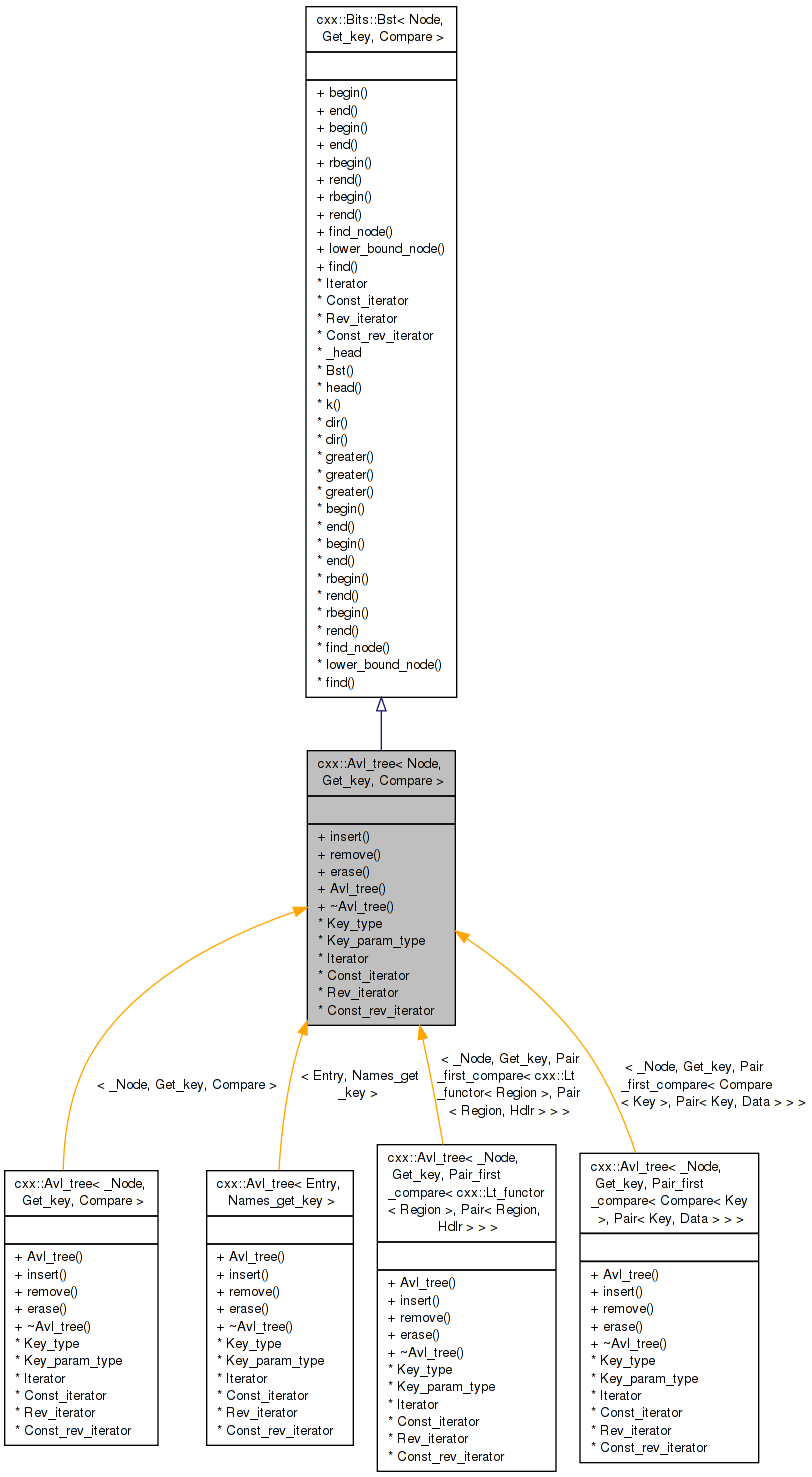 cxx::Bits::Bst< Node,
Get_key, Compare >
+ begin()
+ end()
+ begin()
+ end()
+ rbegin()
+ rend()
+ rbegin()
+ rend()
+ find_node()
+ lower_bound_node()
+ find()
* Iterator
* Const_iterator
* Rev_iterator
* Const_rev_iterator
* _head
* Bst()
* head()
* k()
* dir()
* dir()
* greater()
* greater()
* greater()
* begin()
* end()
* begin()
* end()
* rbegin()
* rend()
* rbegin()
* rend()
* find_node()
* lower_bound_node()
* find()
cxx::Avl_tree< Node,
Get_key, Compare >
+ insert()
+ remove()
+ erase()
+ Avl_tree()
+ ~Avl_tree()
* Key_type
* Key_param_type
* Iterator
* Const_iterator
* Rev_iterator
* Const_rev_iterator
< _Node, Get_key, Compare >
< Entry, Names_get
_key >
< _Node, Get_key, Pair
_first_compare< cxx::Lt
_functor< Region >, Pair
< Region, Hdlr > > >
< _Node, Get_key, Pair
_first_compare< Compare
< Key >, Pair< Key, Data > > >
cxx::Avl_tree< _Node,
Get_key, Compare >
+ Avl_tree()
+ insert()
+ remove()
+ erase()
+ ~Avl_tree()
* Key_type
* Key_param_type
* Iterator
* Const_iterator
* Rev_iterator
* Const_rev_iterator
cxx::Avl_tree< Entry,
Names_get_key >
+ Avl_tree()
+ insert()
+ remove()
+ erase()
+ ~Avl_tree()
* Key_type
* Key_param_type
* Iterator
* Const_iterator
* Rev_iterator
* Const_rev_iterator
cxx::Avl_tree< _Node,
Get_key, Pair_first
_compare< cxx::Lt_functor
< Region >, Pair< Region,
Hdlr > > >
+ Avl_tree()
+ insert()
+ remove()
+ erase()
+ ~Avl_tree()
* Key_type
* Key_param_type
* Iterator
* Const_iterator
* Rev_iterator
* Const_rev_iterator
cxx::Avl_tree< _Node,
Get_key, Pair_first
_compare< Compare< Key
>, Pair< Key, Data > > >
+ Avl_tree()
+ insert()
+ remove()
+ erase()
+ ~Avl_tree()
* Key_type
* Key_param_type
* Iterator
* Const_iterator
* Rev_iterator
* Const_rev_iterator